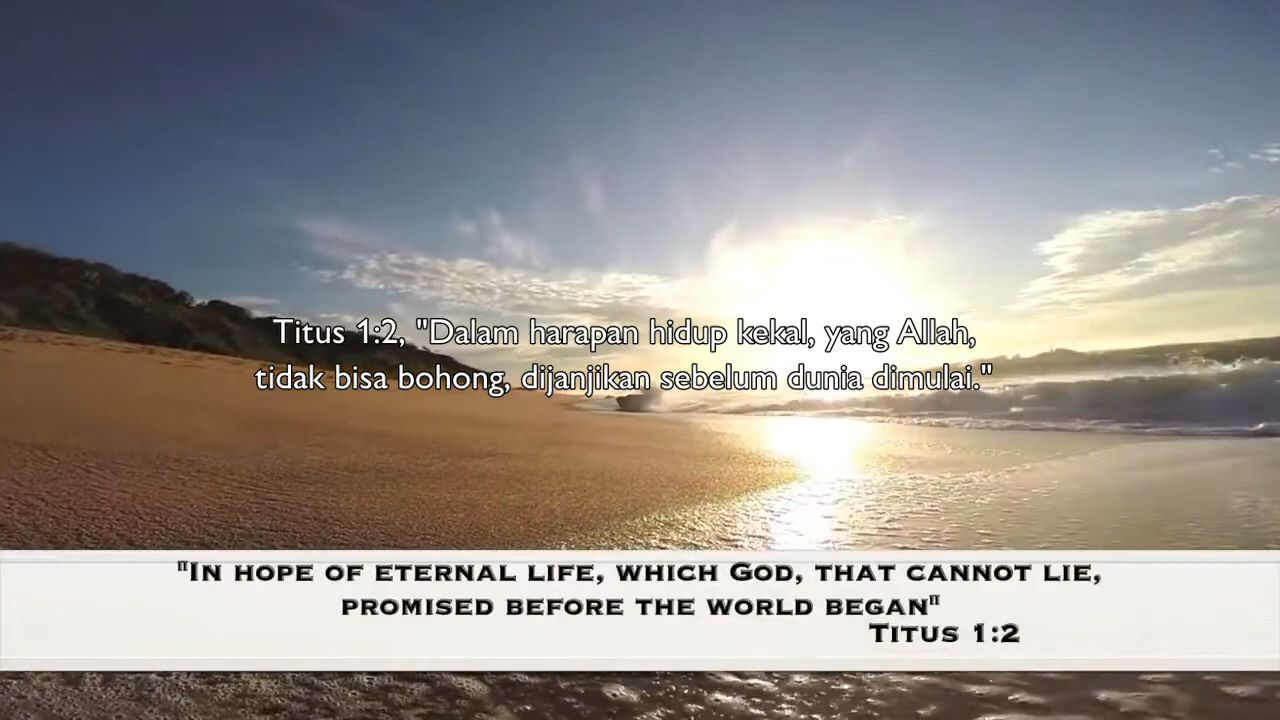 Titus 1:2, "Dalam harapan hidup kekal, yang Allah,
tidak bisa bohong, dijanjikan sebelum dunia dimulai."
"In hope of eternal life, which God, that cannot lie,
promised before the world began"
Titus 1:2